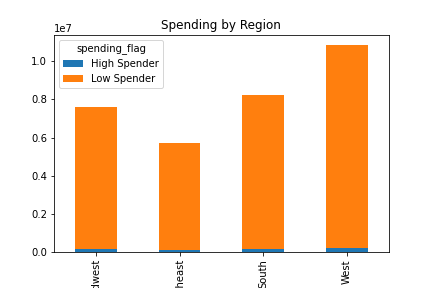 Spending by Region
1e7
spending_flag
High Spender
Low Spender
1.0
0.8
0.6
0.4
0.2
0.0
dwest
heast
South
West